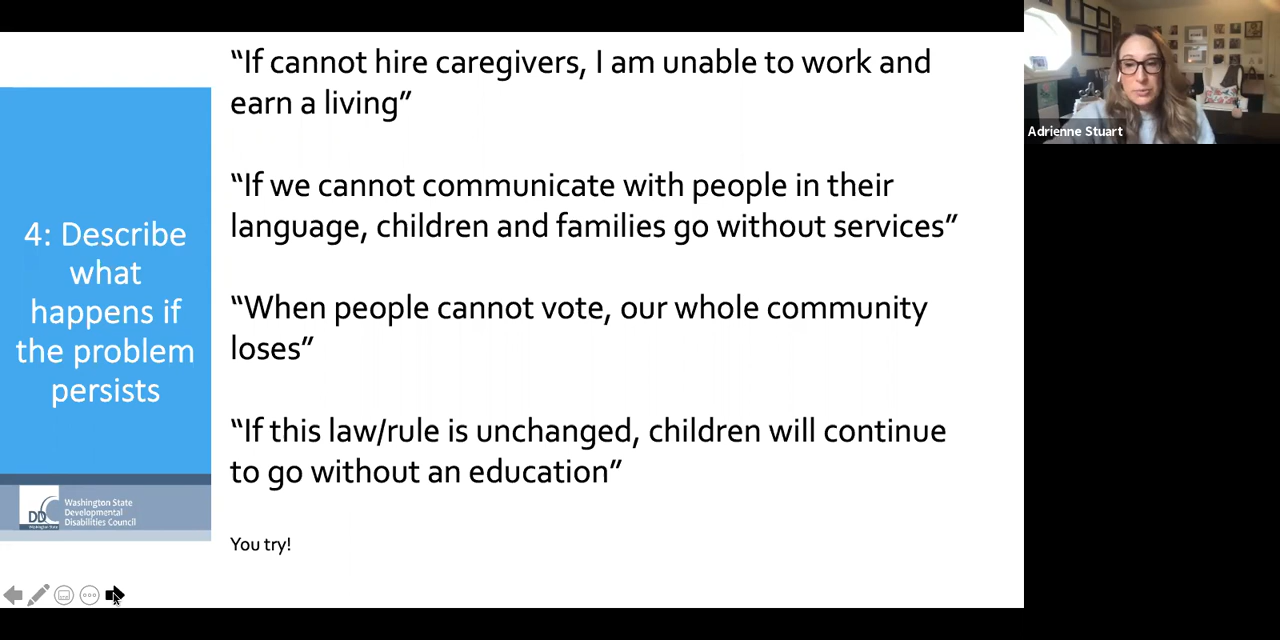 "If cannot hire caregivers, I am unable to work and
earn a living"
"If we cannot communicate with people in their
language, children and families go without services"
"When people cannot vote, our whole community
loses"
"If this law/rule is unchanged, children will continue
to go without an education"
You try!
4: Describe
what
happens if
the problem
persists
DDC
Washington State
Developmental
Disabilities Council
Adrienne Stuart